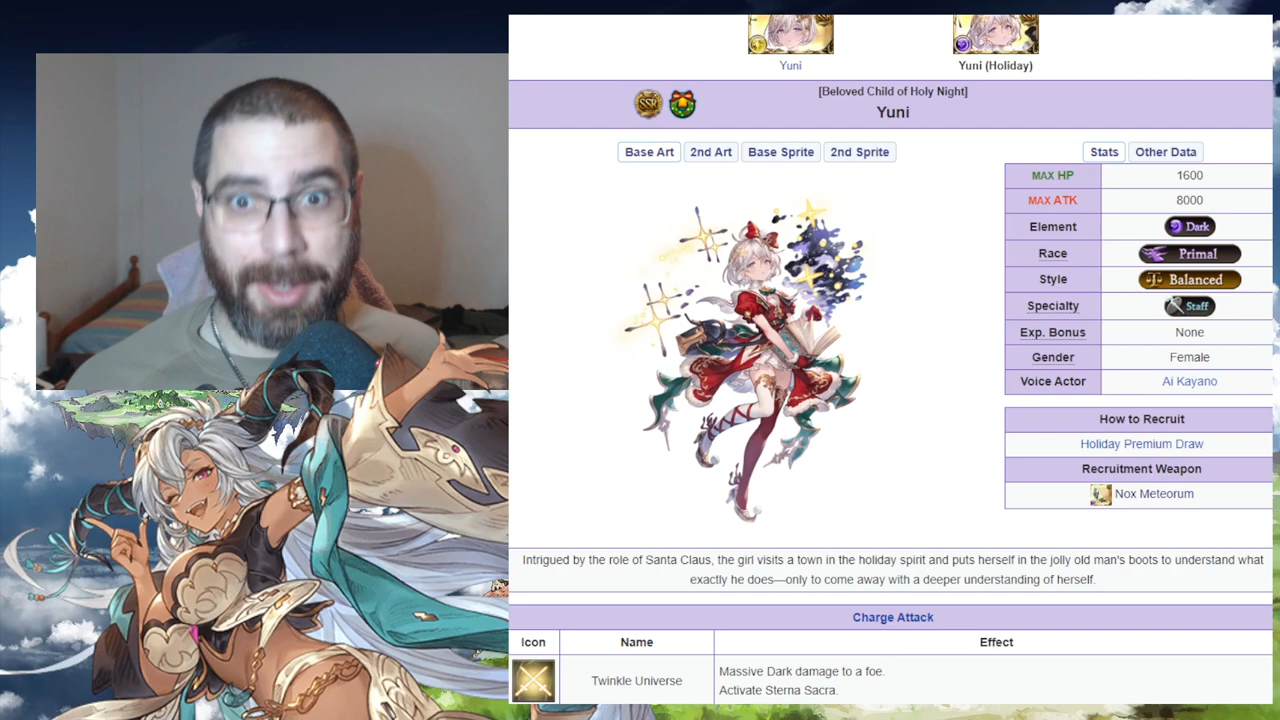 Yuni
Yuni (Holiday)
SSR
[Beloved Child of Holy Night]
Yuni
Base Art
2nd Art
Base Sprite
2nd Sprite
Stats
Other Data
MAX HP 1600
MAX ATK 8000
Element Dark
Race Primal
Style Balanced
Specialty Staff
Exp. Bonus None
Gender Female
Voice Actor Ai Kayano
How to Recruit
Holiday Premium Draw
Recruitment Weapon
Nox Meteorum
Intrigued by the role of Santa Claus, the girl visits a town in the holiday spirit and puts herself in the jolly old man's boots to understand what
exactly he does—only to come away with a deeper understanding of herself.
Charge Attack
Icon Name Effect
Twinkle Universe
Massive Dark damage to a foe.
Activate Sterna Sacra.